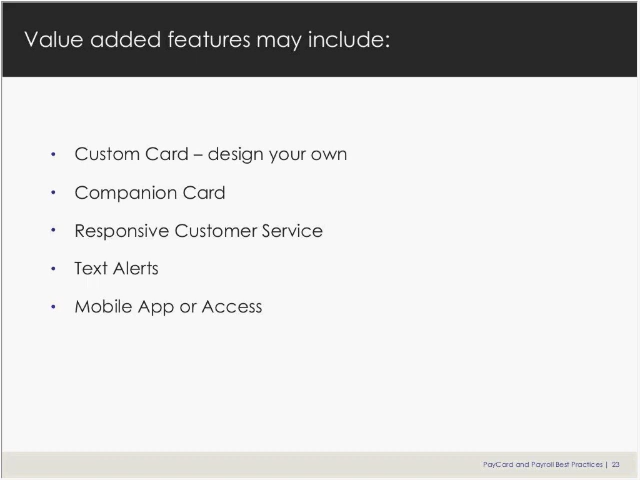 Value added features may include:
• Custom Card – design your own
• Companion Card
• Responsive Customer Service
• Text Alerts
• Mobile App or Access
PayCard and Payroll Best Practices | 23